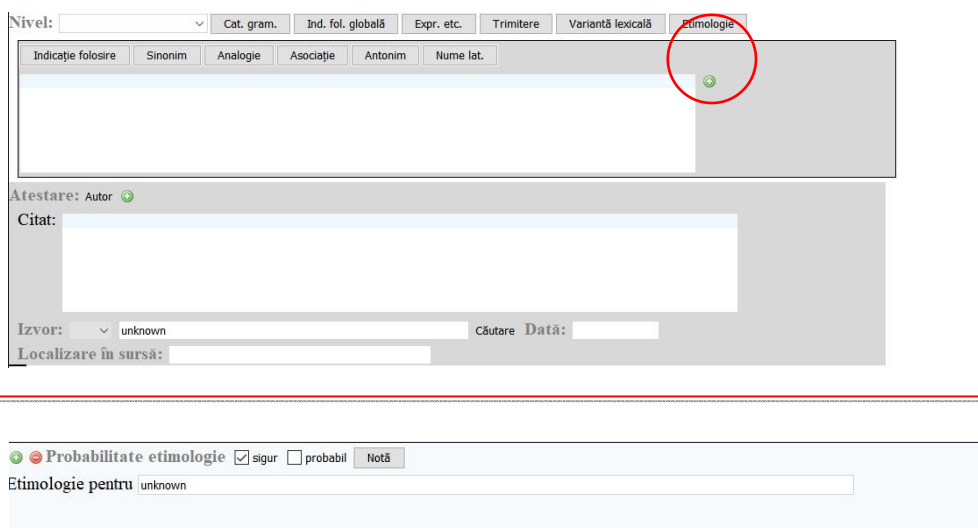 Nivel: Cat. gram. Ind. fol. globală Expr. etc. Trimitere Variantă lexicală Etimologie
Indicație folosire Sinonim Analogie Asociație Antonim Nume lat.
Atestare: Autor
Citat:
Izvor: unknown Căutare Dată:
Localizare în sursă:
Probabilitate etimologie sigur probabil Notă
Etimologie pentru unknown